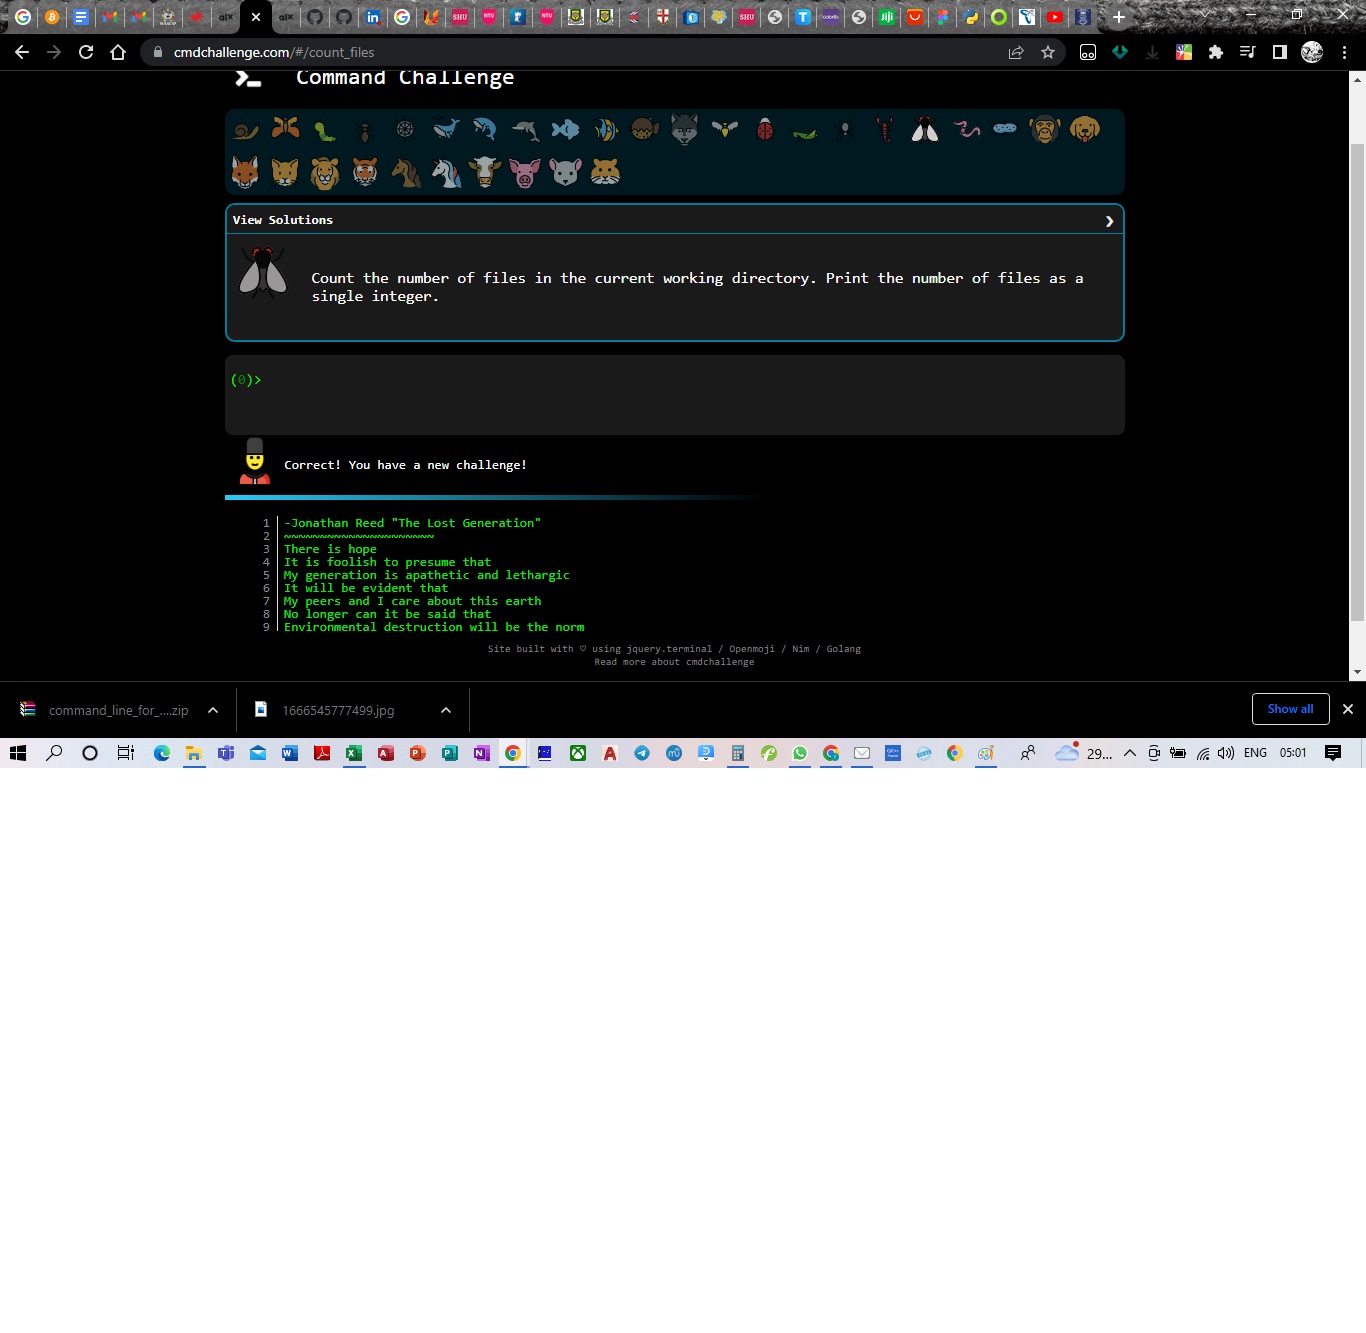 cmdchallenge.com/#/count_files
Command Challenge
View Solutions
Count the number of files in the current working directory. Print the number of files as a
single integer.
(0)>
Correct! You have a new challenge!
1 -Jonathan Reed "The Lost Generation"
2 ~~~~~~~~~~~~~~~~~~~~~
3 There is hope
4 It is foolish to presume that
5 My generation is apathetic and lethargic
6 It will be evident that
7 My peers and I care about this earth
8 No longer can it be said that
9 Environmental destruction will be the norm
Site built with ♡ using jquery.terminal / Openmoji / Nim / Golang
Read more about cmdchallenge
command_line_for_....zip
1666545777499.jpg
Show all
29...
ENG
05:01